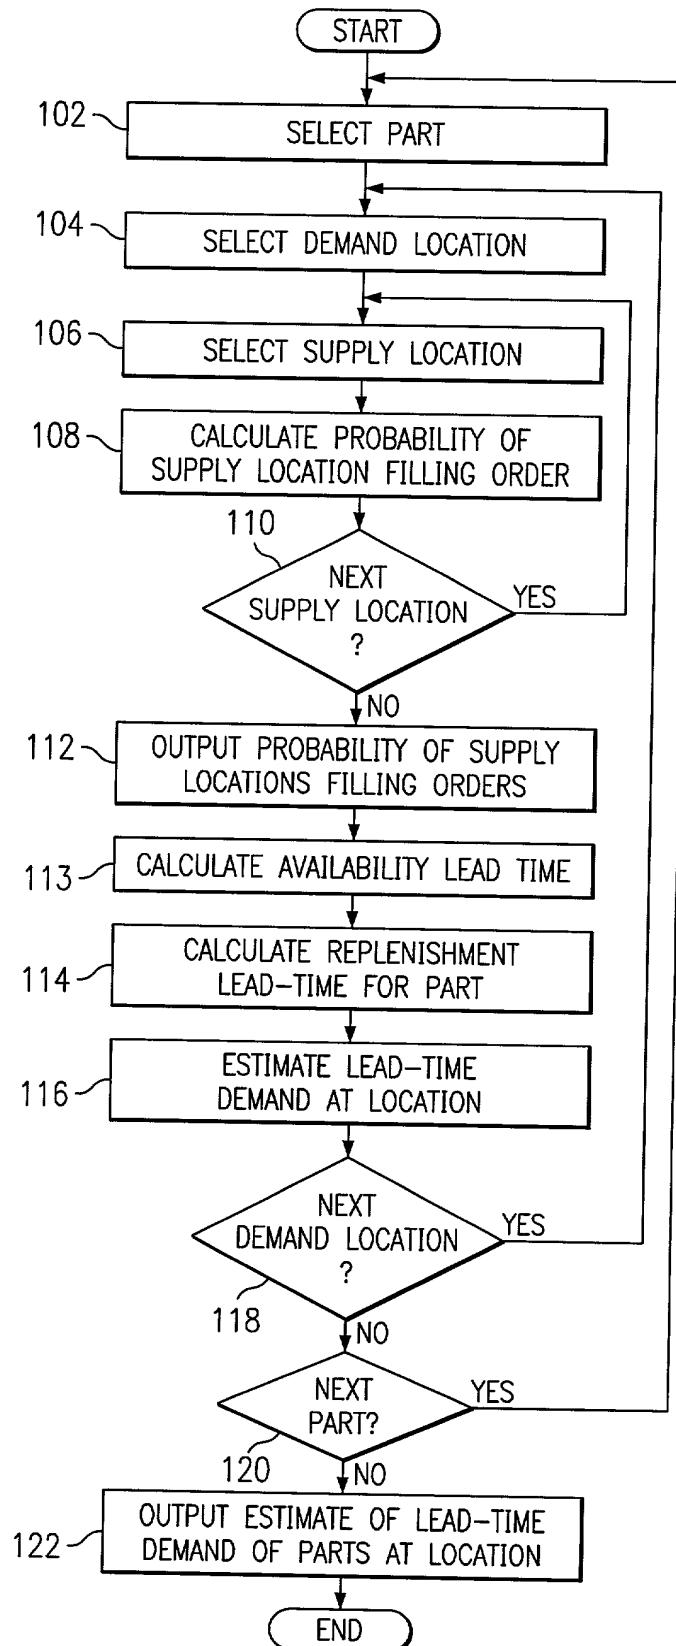 START
102
SELECT PART
104
SELECT DEMAND LOCATION
106
SELECT SUPPLY LOCATION
108
CALCULATE PROBABILITY OF
SUPPLY LOCATION FILLING ORDER
110
NEXT
SUPPLY LOCATION
?
YES
NO
112
OUTPUT PROBABILITY OF SUPPLY
LOCATIONS FILLING ORDERS
113
CALCULATE AVAILABILITY LEAD TIME
114
CALCULATE REPLENISHMENT
LEAD-TIME FOR PART
116
ESTIMATE LEAD-TIME
DEMAND AT LOCATION
NEXT
DEMAND LOCATION
?
YES
118
NO
NEXT
PART?
YES
120
NO
122
OUTPUT ESTIMATE OF LEAD-TIME
DEMAND OF PARTS AT LOCATION
END